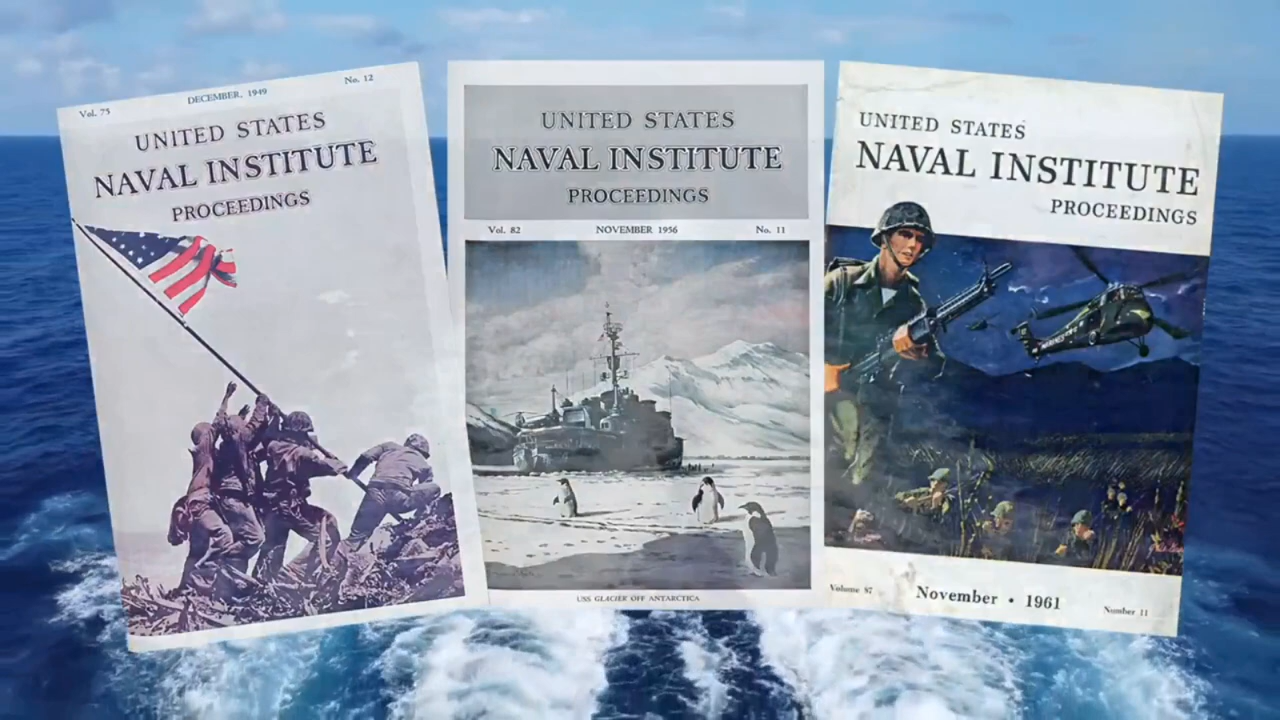 Vol. 75
DECEMBER, 1949
No. 12
UNITED STATES
NAVAL INSTITUTE
PROCEEDINGS
UNITED STATES
NAVAL INSTITUTE
PROCEEDINGS
Vol. 82
NOVEMBER 1956
No. 11
USS GLACIER OFF ANTARCTICA
UNITED STATES
NAVAL INSTITUTE
PROCEEDINGS
MARINES
Volume 87
November • 1961
Number 11